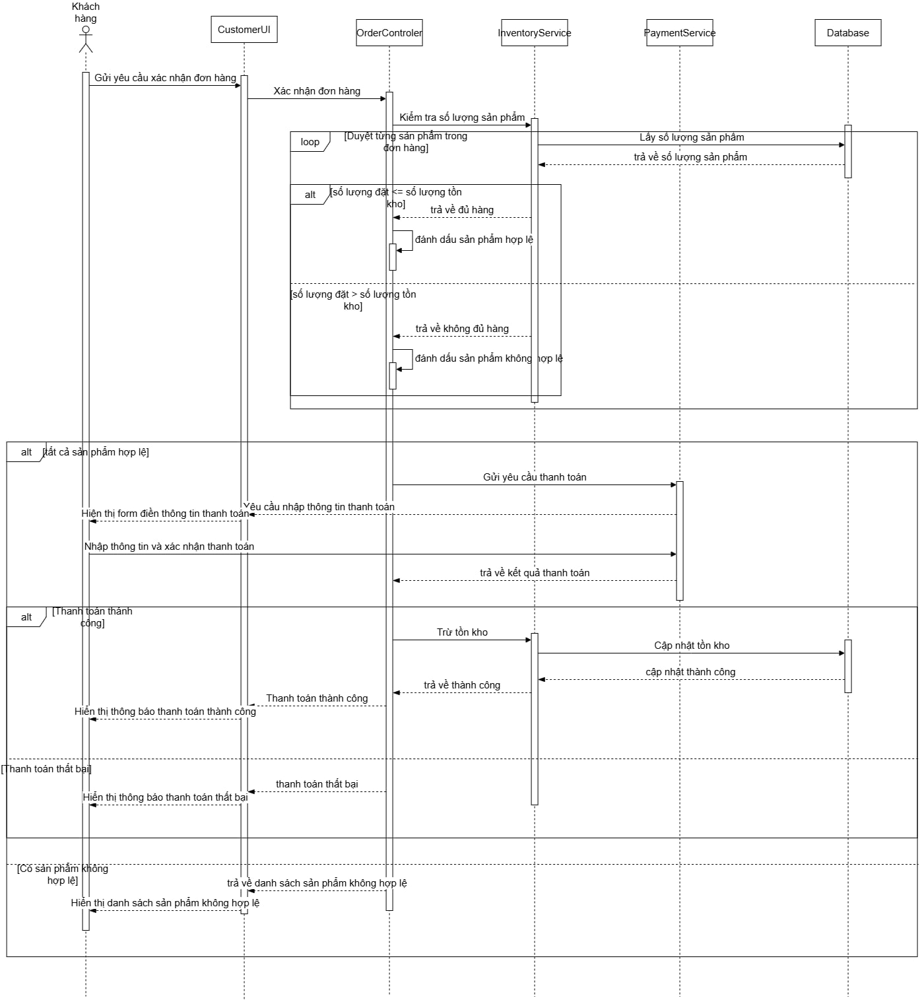 Khách
hàng
CustomerUI
OrderControler
InventoryService
PaymentService
Database
Gửi yêu cầu xác nhận đơn hàng
Xác nhận đơn hàng
Kiểm tra số lượng sản phẩm
loop
[Duyệt từng sản phẩm trong
đơn hàng]
Lấy số lượng sản phẩm
trả về số lượng sản phẩm
alt
[số lượng đặt <= số lượng tồn
kho]
trả về đủ hàng
đánh dấu sản phẩm hợp lệ
[số lượng đặt > số lượng tồn
kho]
trả về không đủ hàng
đánh dấu sản phẩm không hợp lệ
alt
[tất cả sản phẩm hợp lệ]
Gửi yêu cầu thanh toán
Yêu cầu nhập thông tin thanh toán
Hiện thị form điền thông tin thanh toán
Nhập thông tin và xác nhận thanh toán
trả về kết quả thanh toán
alt
[Thanh toán thành
công]
Trừ tồn kho
Cập nhật tồn kho
cập nhật thành công
trả về thành công
Thanh toán thành công
Hiển thị thông báo thanh toán thành công
[Thanh toán thất bại]
thanh toán thất bại
Hiển thị thông báo thanh toán thất bại
[Có sản phẩm không
hợp lệ]
trả về danh sách sản phẩm không hợp lệ
Hiển thị danh sách sản phẩm không hợp lệ